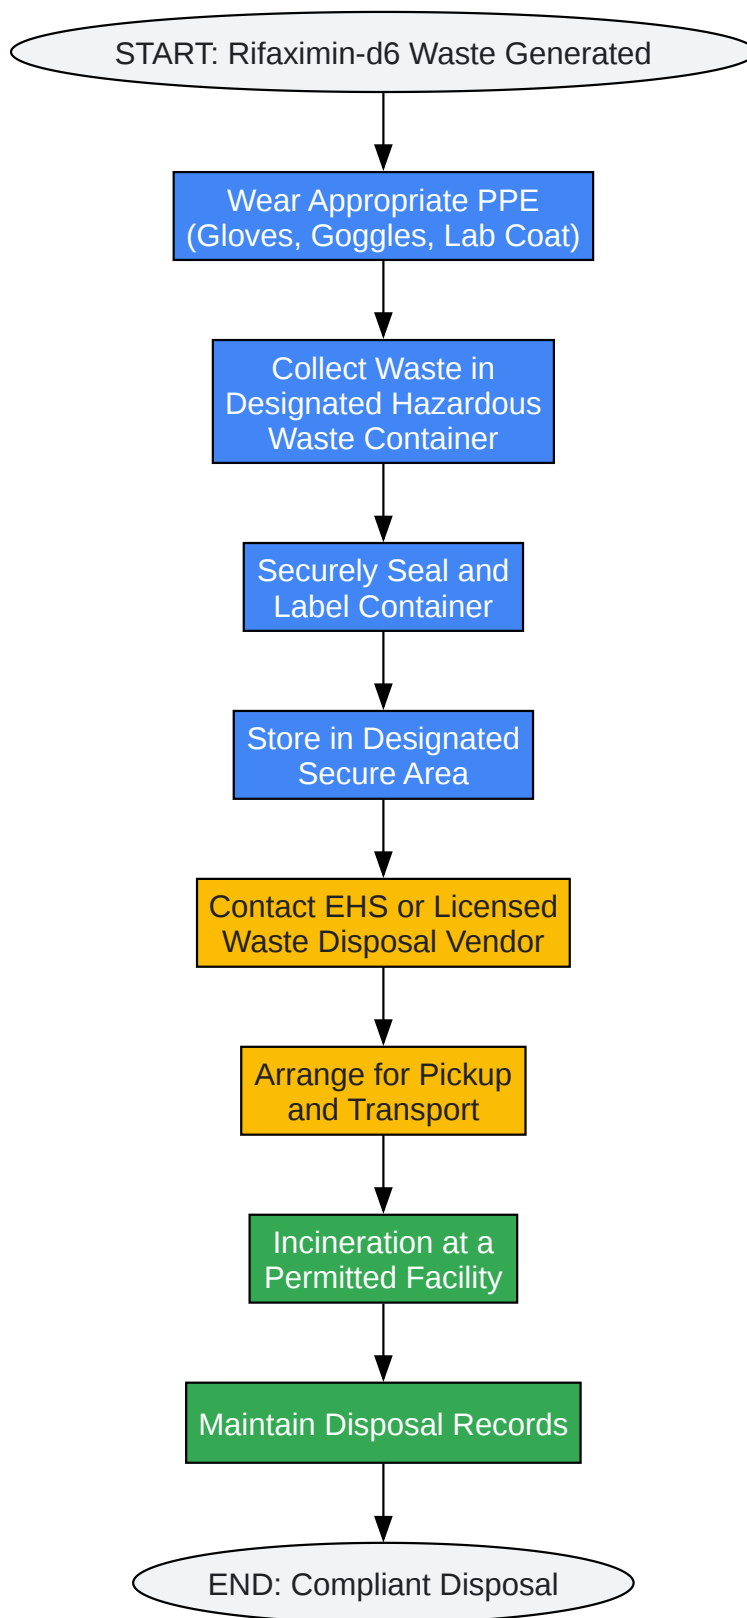 START: Rifaximin-d6 Waste Generated
Wear Appropriate PPE
(Gloves, Goggles, Lab Coat)
Collect Waste in
Designated Hazardous
Waste Container
Securely Seal and
Label Container
Store in Designated
Secure Area
Contact EHS or Licensed
Waste Disposal Vendor
Arrange for Pickup
and Transport
Incineration at a
Permitted Facility
Maintain Disposal Records
END: Compliant Disposal